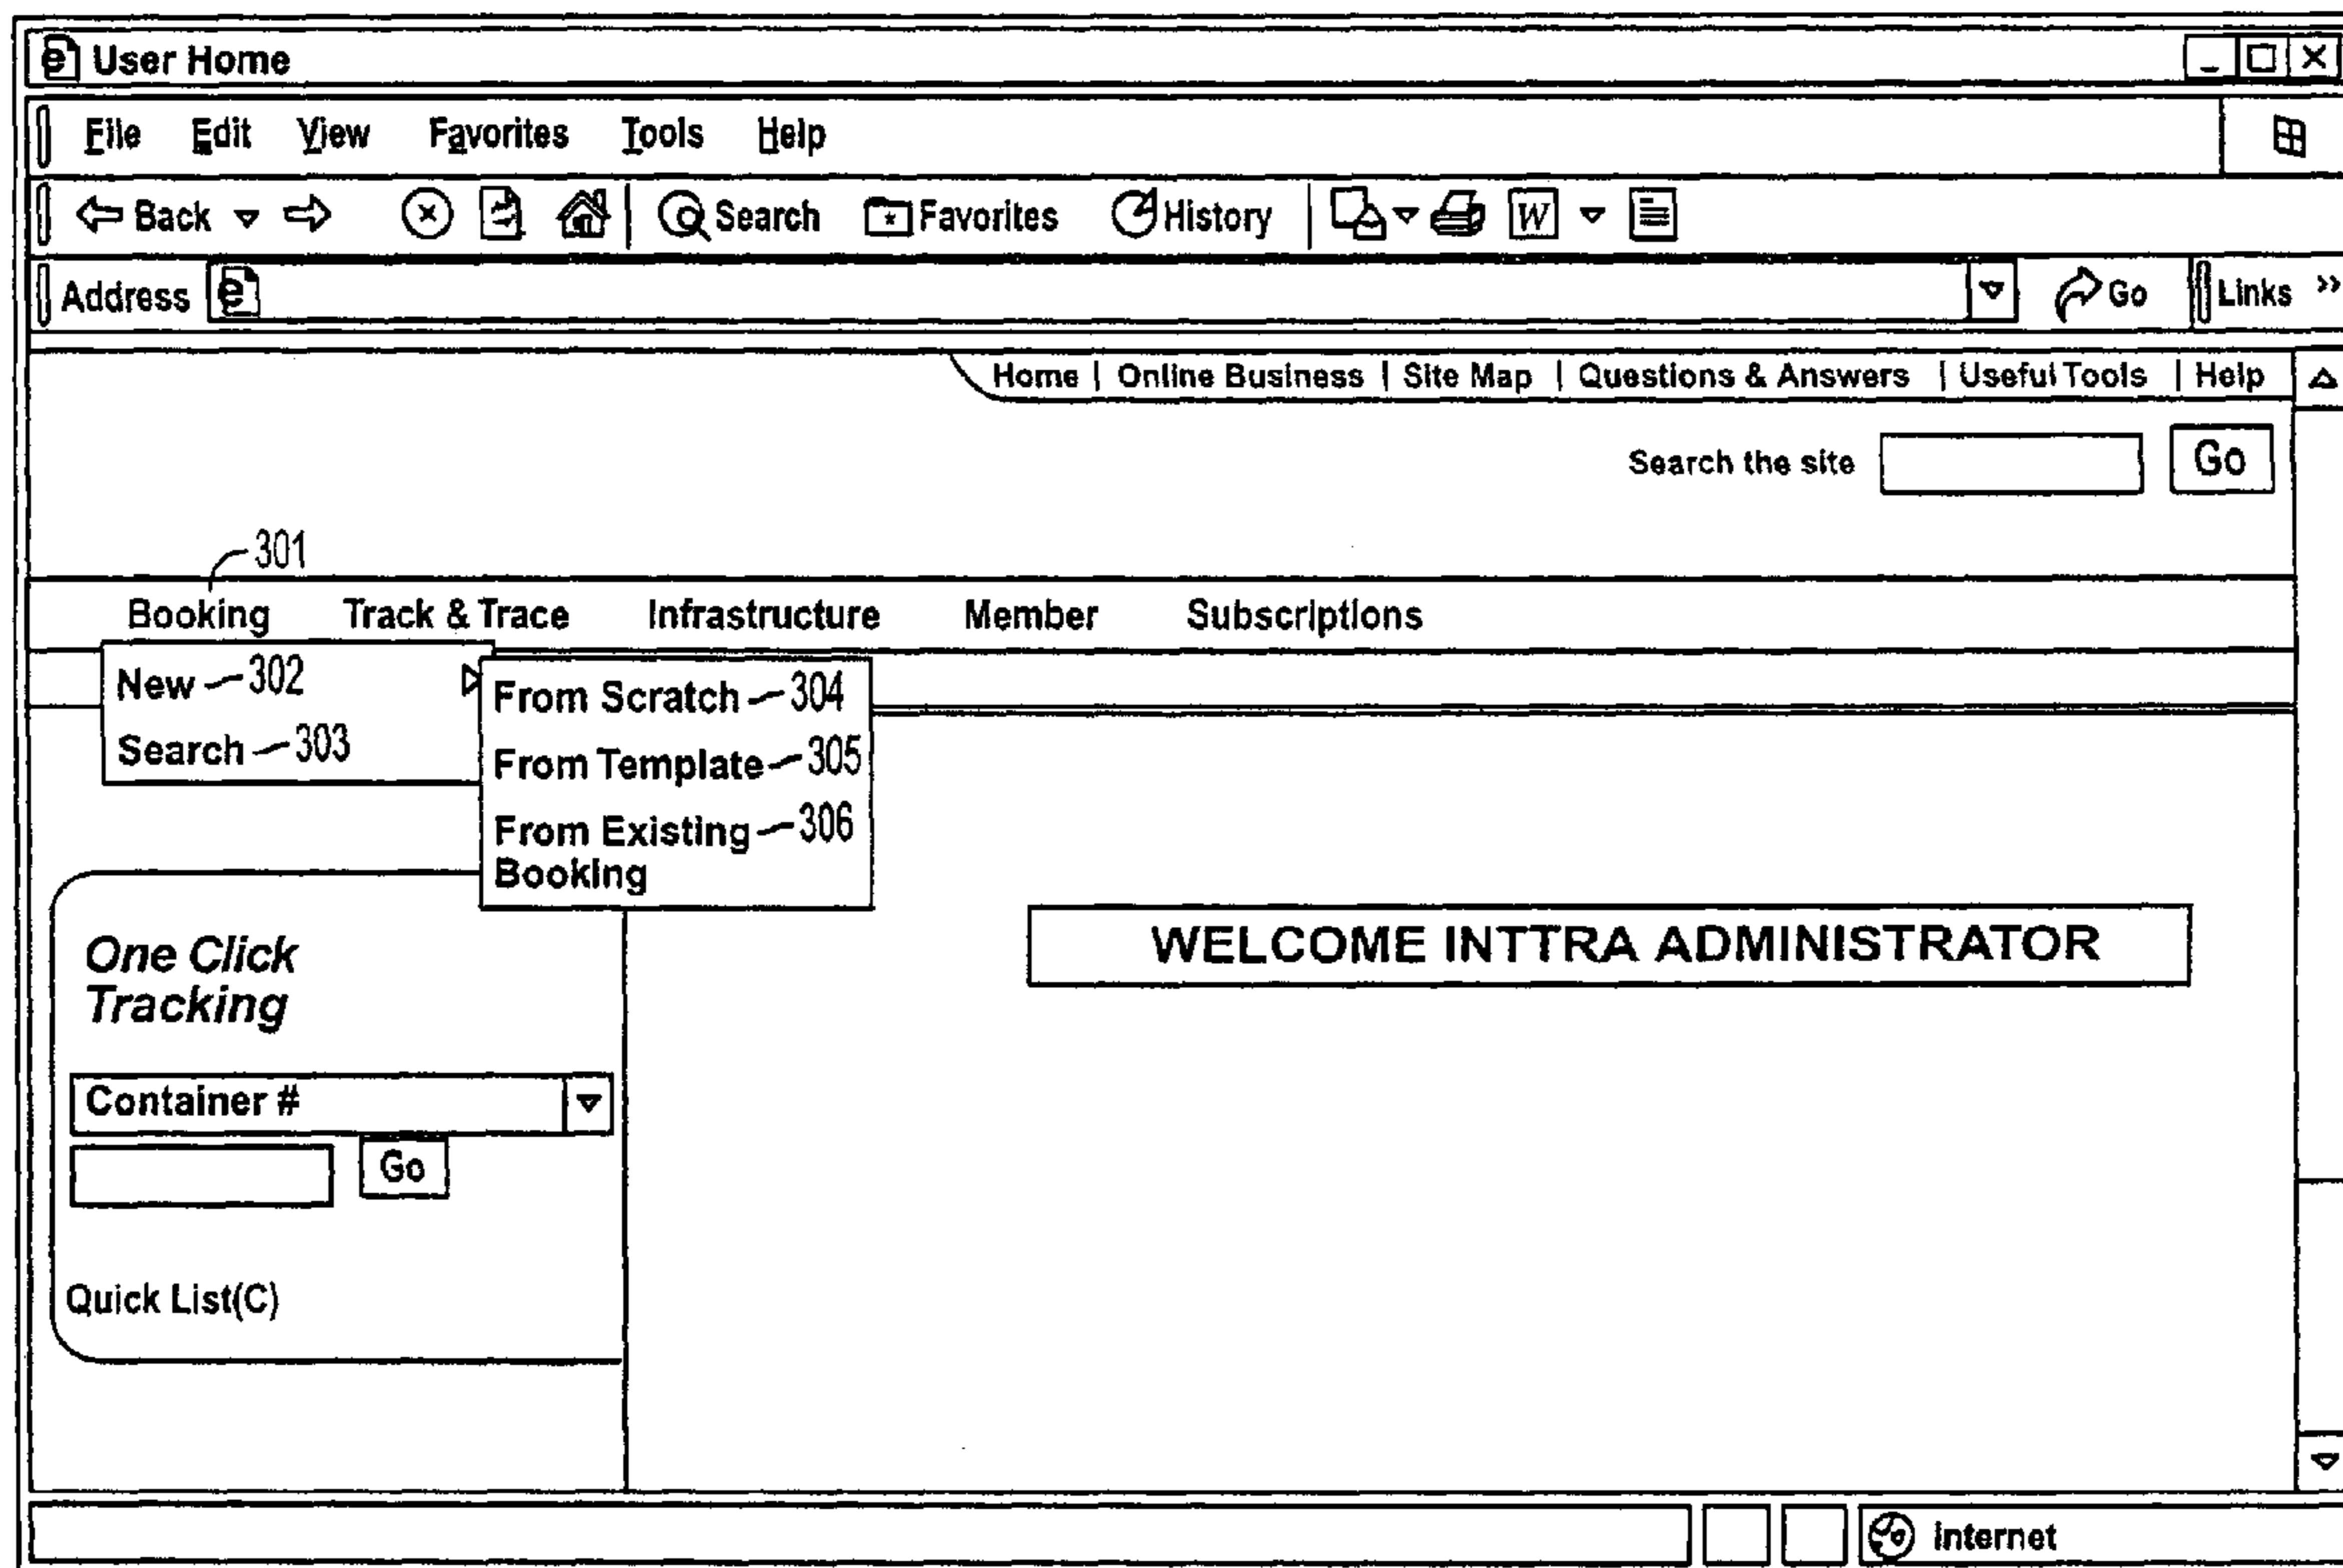 User Home
File Edit View Favorites Tools Help
Back Search Favorites History W
Address Go Links »
Home | Online Business | Site Map | Questions & Answers | Useful Tools | Help
Search the site Go
301
Booking Track & Trace Infrastructure Member Subscriptions
New 302
Search 303
From Scratch 304
From Template 305
From Existing 306
Booking
One Click
Tracking
WELCOME INTTRA ADMINISTRATOR
Container #
Go
Quick List(C)
Internet